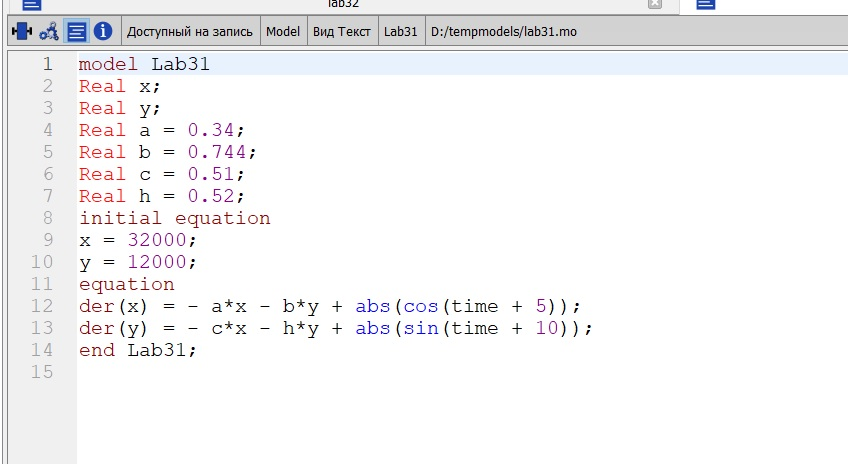 lab32
Доступный на запись Model Вид Текст Lab31 D:/tempmodels/lab31.mo
1 model Lab31
2 Real x;
3 Real y;
4 Real a = 0.34;
5 Real b = 0.744;
6 Real c = 0.51;
7 Real h = 0.52;
8 initial equation
9 x = 32000;
10 y = 12000;
11 equation
12 der(x) = - a*x - b*y + abs(cos(time + 5));
13 der(y) = - c*x - h*y + abs(sin(time + 10));
14 end Lab31;
15